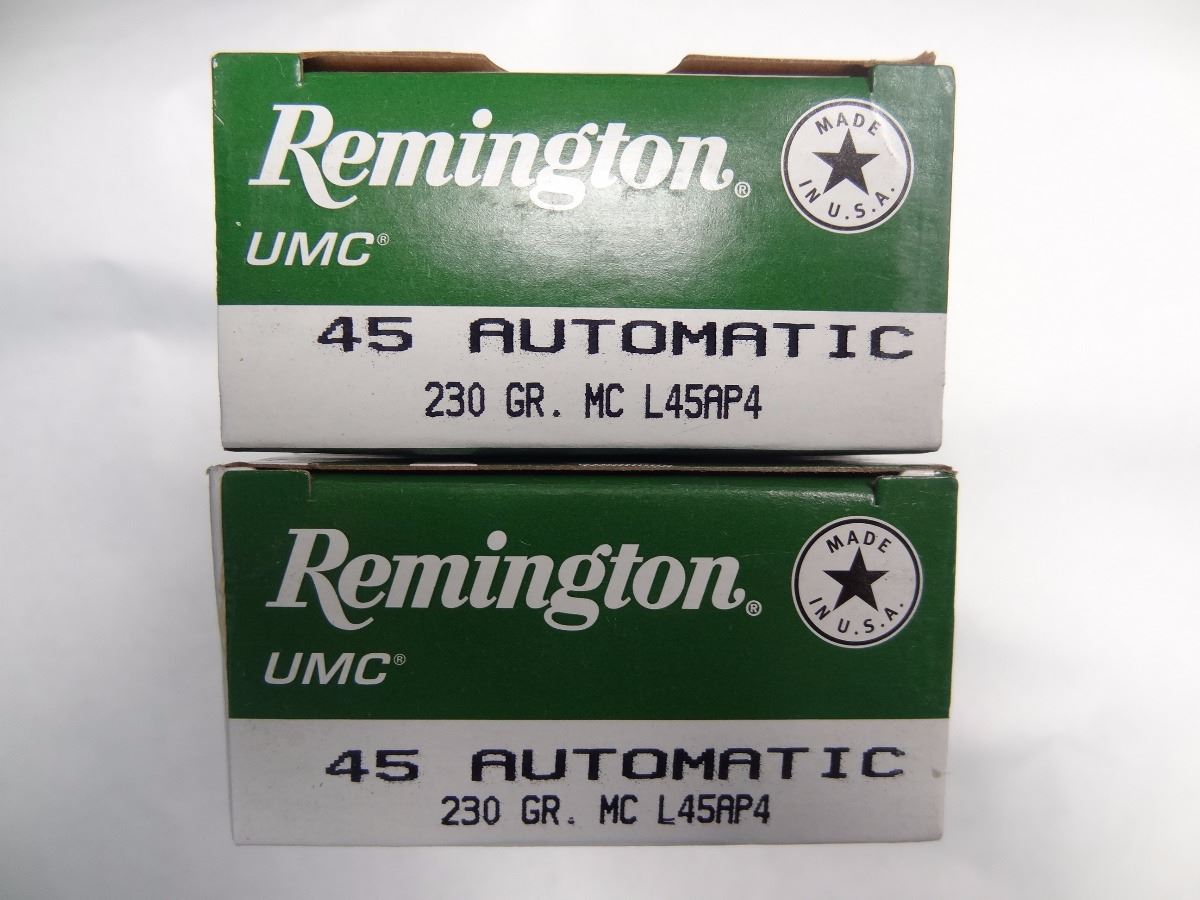 Remington®
MADE
IN U.S.A.
UMC®
45 AUTOMATIC
230 GR. MC L45AP4
Remington®
MADE
IN U.S.A.
UMC®
45 AUTOMATIC
230 GR. MC L45AP4